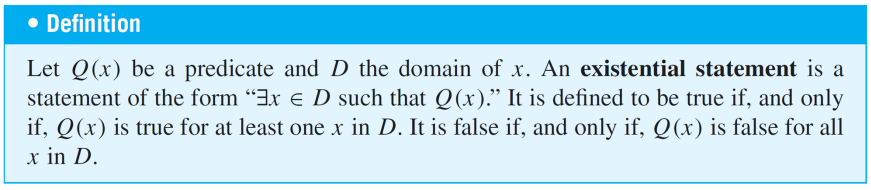 • Definition
Let Q(x) be a predicate and D the domain of x. An existential statement is a
statement of the form “∃x ∈ D such that Q(x).” It is defined to be true if, and only
if, Q(x) is true for at least one x in D. It is false if, and only if, Q(x) is false for all
x in D.